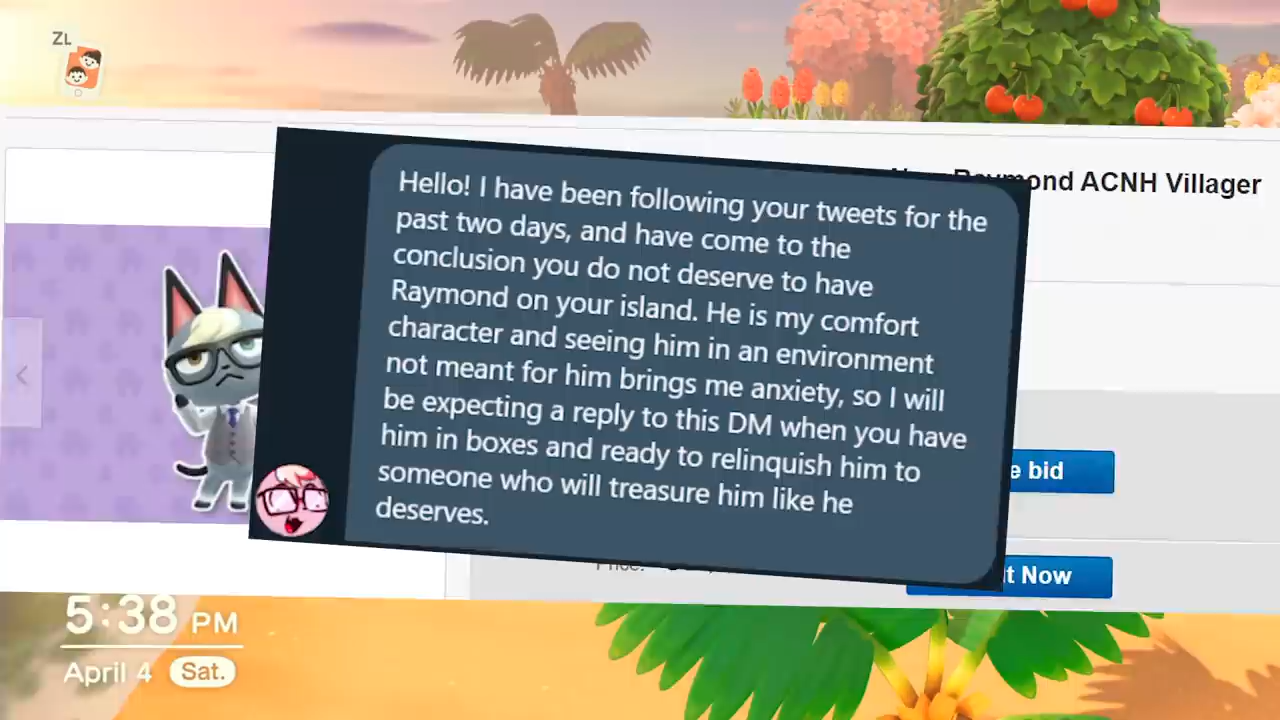 ZL
Raymond ACNH Villager
Hello! I have been following your tweets for the
past two days, and have come to the
conclusion you do not deserve to have
Raymond on your island. He is my comfort
character and seeing him in an environment
not meant for him brings me anxiety, so I will
be expecting a reply to this DM when you have
him in boxes and ready to relinquish him to
someone who will treasure him like he
deserves.
bid
Now
5:38 PM
April 4 Sat.